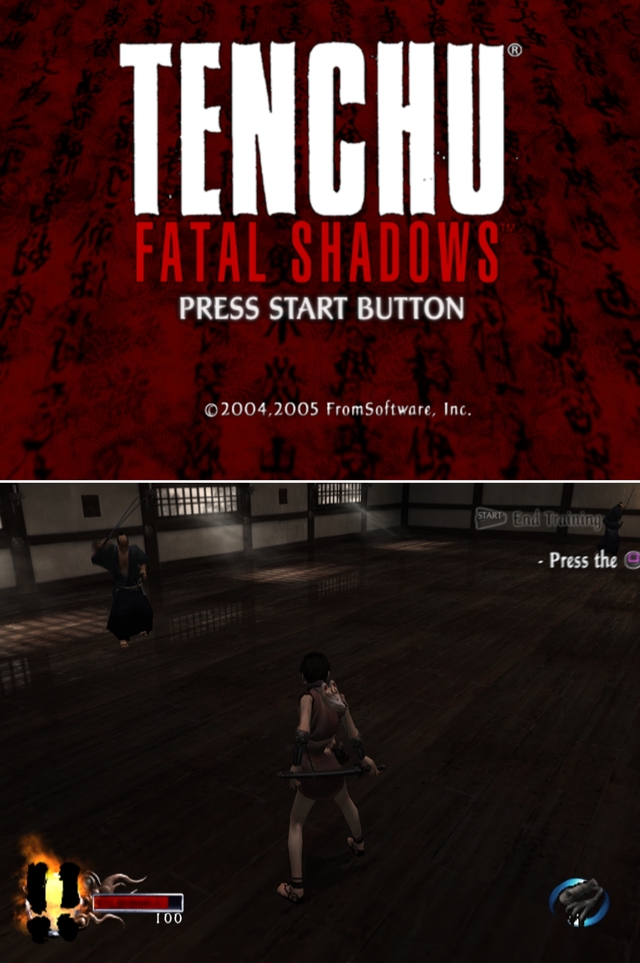 TENCHU®
FATAL SHADOWS™
PRESS START BUTTON
©2004,2005 FromSoftware, Inc.
START End Training
- Press the
!!
100